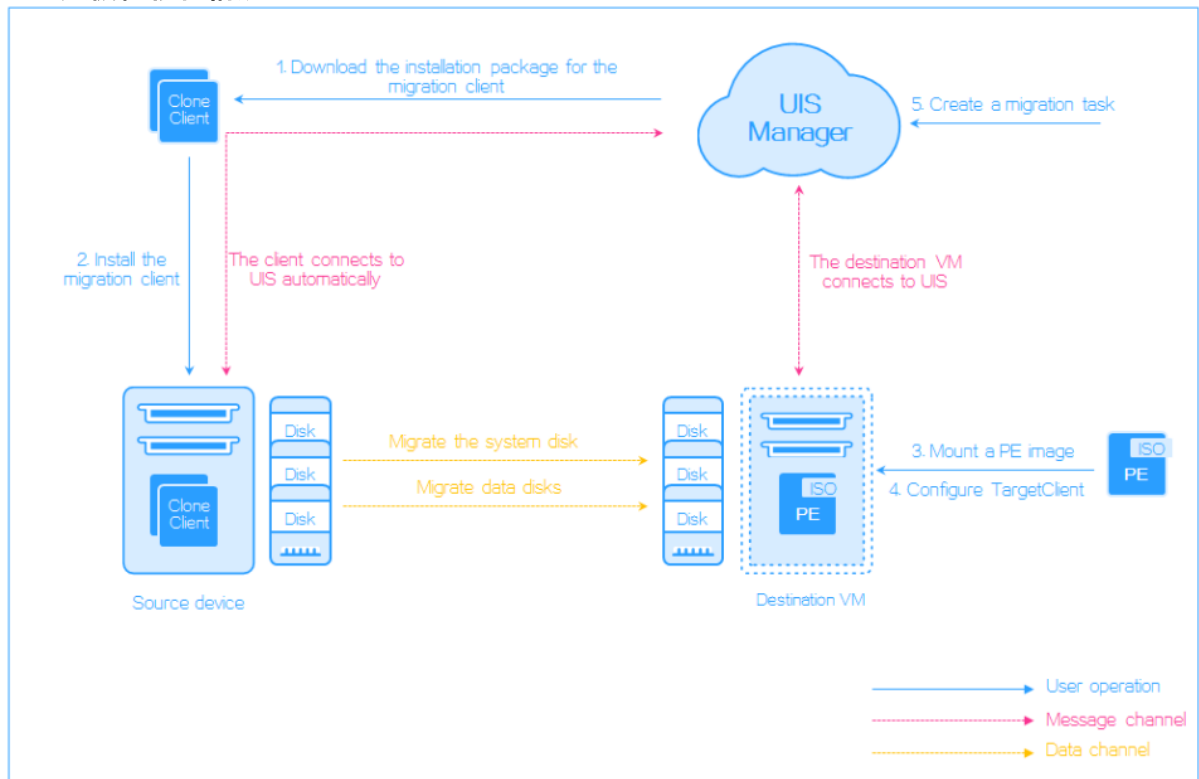 1. Download the installation package for the
migration client
Clone
Client
UIS
Manager
5. Create a migration task
2. Install the
migration client
The client connects to
UIS automatically
The destination VM
connects to UIS
Disk
Disk
Disk
Clone
Client
Migrate the system disk
Migrate data disks
Disk
Disk
Disk
ISO
PE
3. Mount a PE image
4. Configure TargetClient
ISO
PE
Source device
Destination VM
User operation
Message channel
Data channel